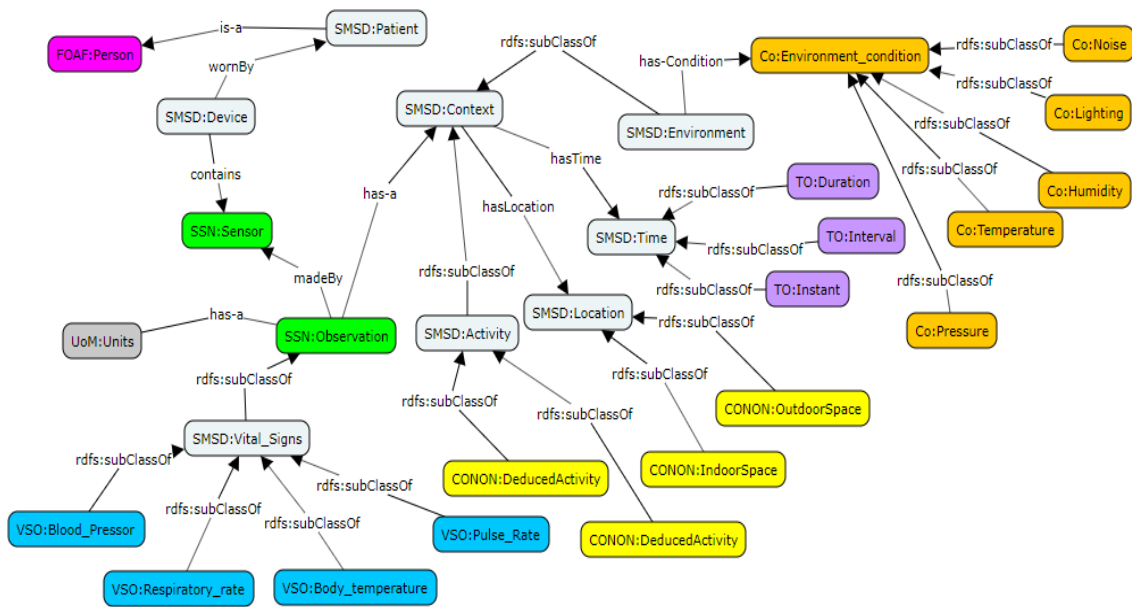 is-a
SMSD:Patient
FOAF:Person
rdfs:subClassOf
has-Condition
Co:Environment_condition
rdfs:subClassOf
Co:Noise
wornBy
rdfs:subClassOf
SMSD:Device
SMSD:Context
SMSD:Environment
Co:Lighting
rdfs:subClassOf
hasTime
contains
rdfs:subClassOf
has-a
rdfs:subClassOf
TO:Duration
Co:Humidity
hasLocation
SSN:Sensor
SMSD:Time
rdfs:subClassOf
TO:Interval
Co:Temperature
rdfs:subClassOf
madeBy
rdfs:subClassOf
rdfs:subClassOf
TO:Instant
has-a
SMSD:Location
UoM:Units
SSN:Observation
SMSD:Activity
rdfs:subClassOf
Co:Pressure
rdfs:subClassOf
rdfs:subClassOf
rdfs:subClassOf
rdfs:subClassOf
CONON:OutdoorSpace
SMSD:Vital_Signs
rdfs:subClassOf
rdfs:subClassOf
CONON:DeducedActivity
CONON:IndoorSpace
rdfs:subClassOf
rdfs:subClassOf
VSO:Blood_Pressor
VSO:Pulse_Rate
CONON:DeducedActivity
VSO:Respiratory_rate
VSO:Body_temperature